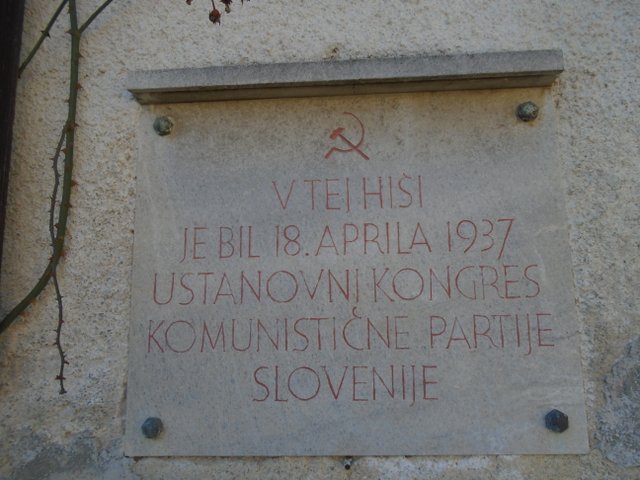 V TEJ HIŠI
JE BIL 18. APRILA 1937
USTANOVNI KONGRES
KOMUNISTIČNE PARTIJE
SLOVENIJE